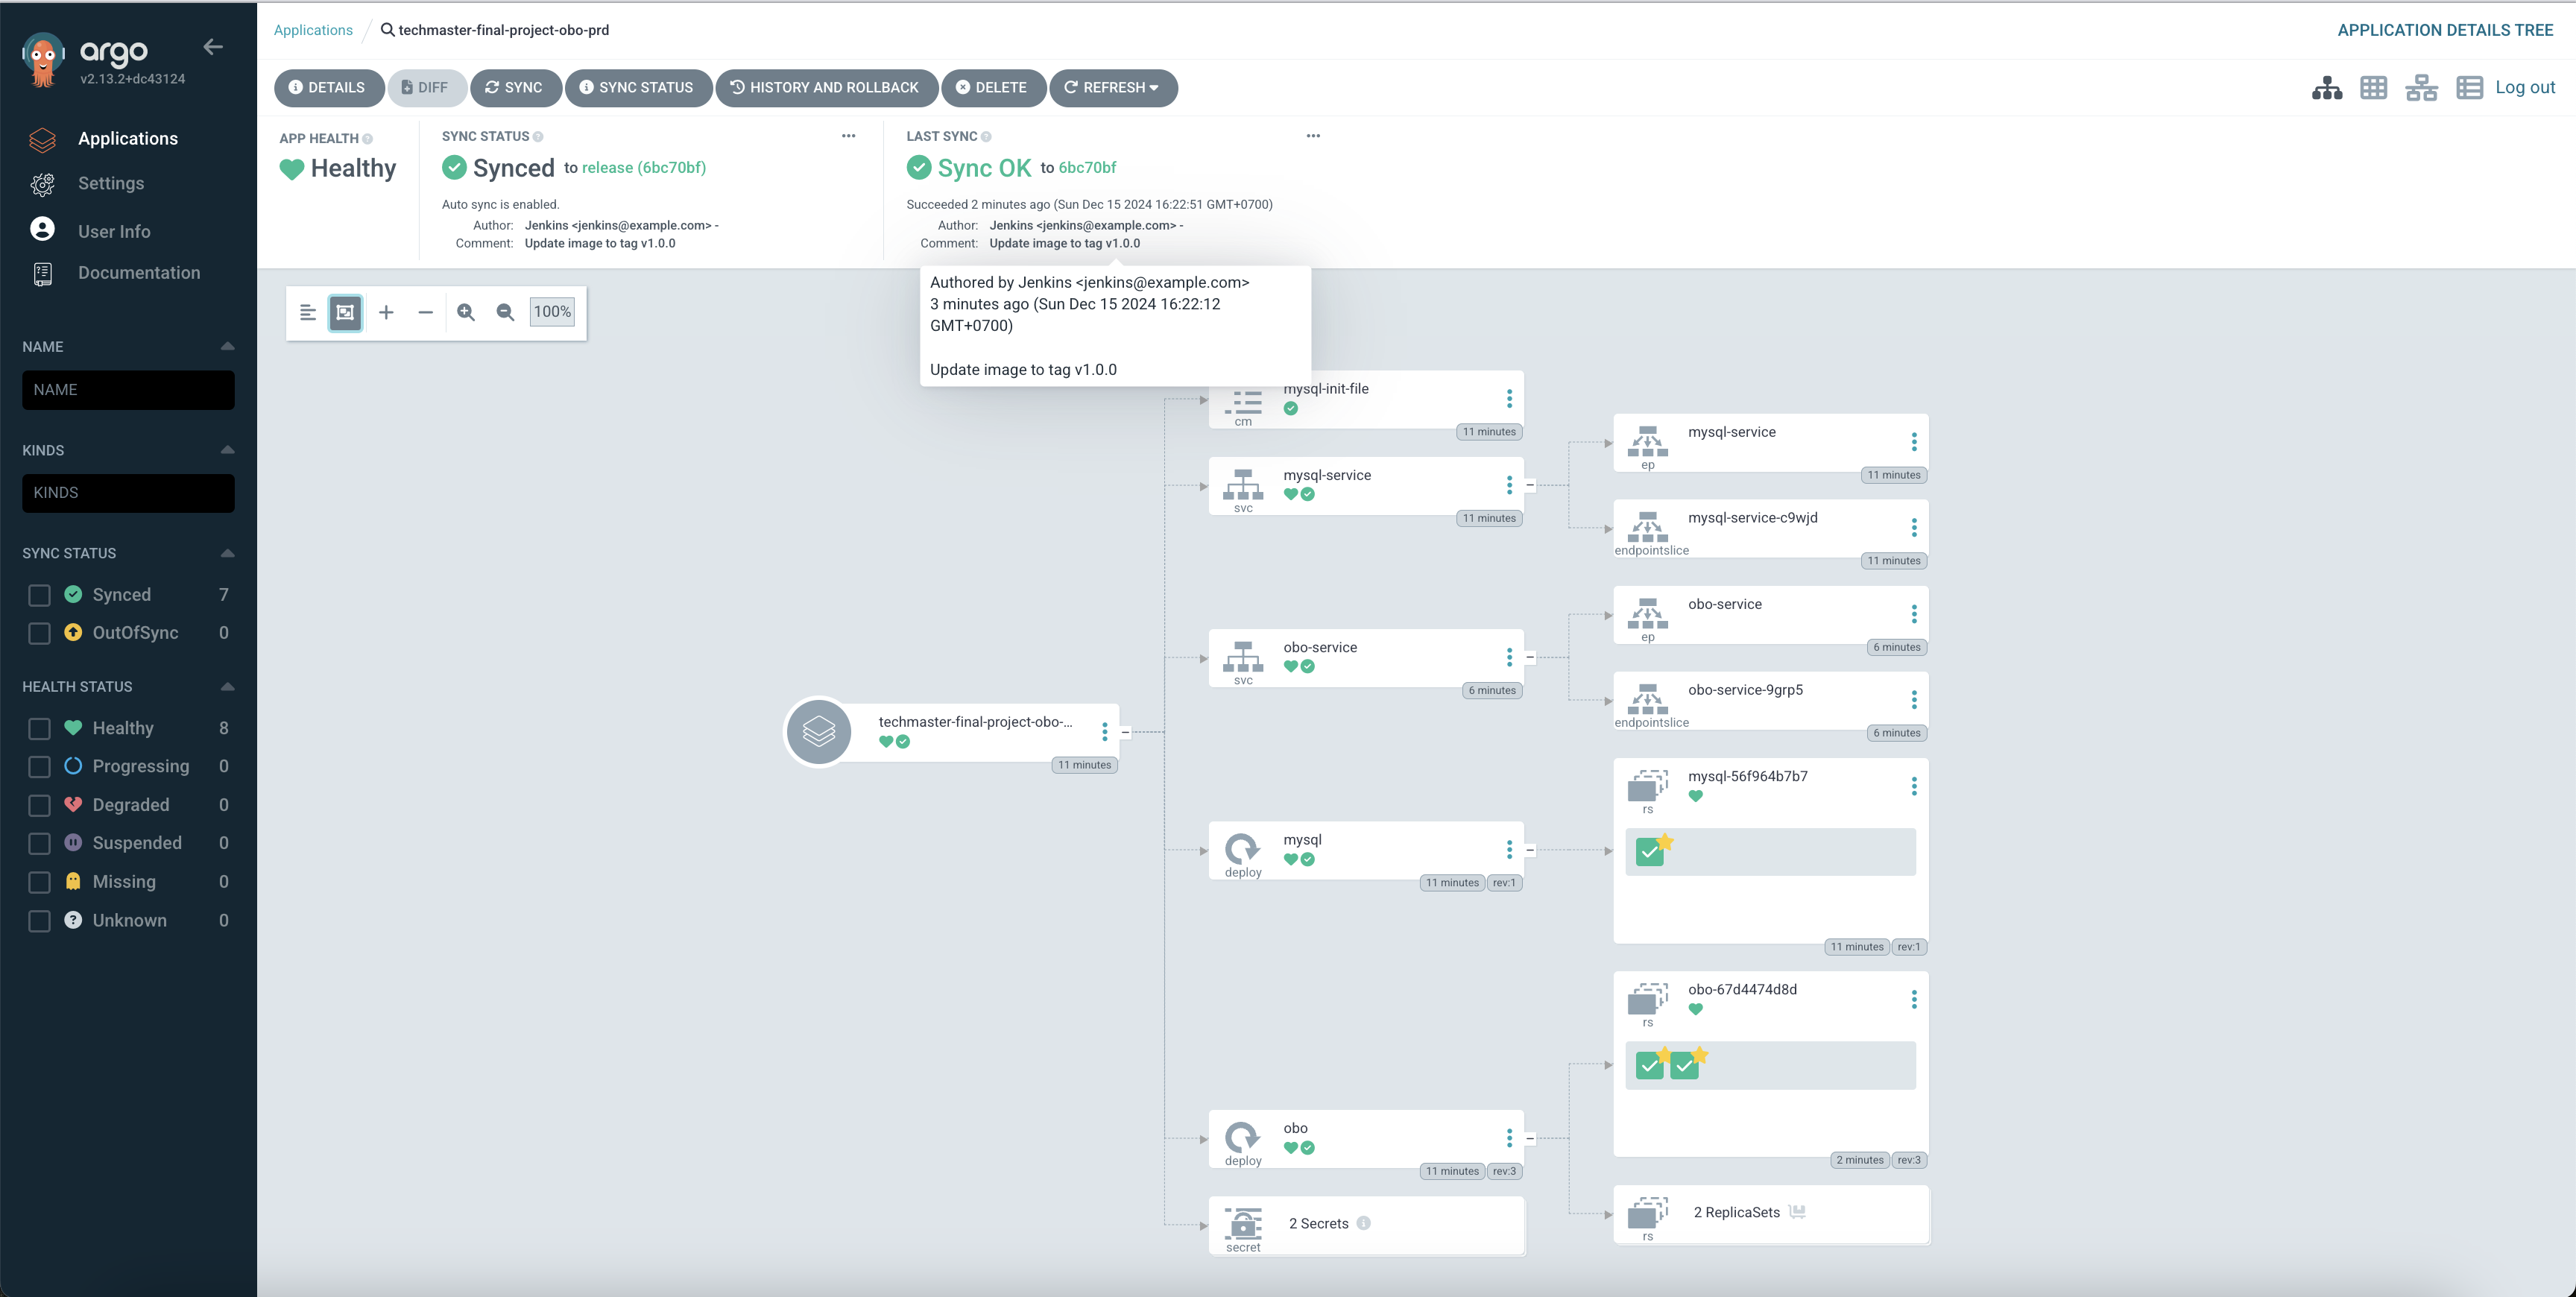 argo
v2.13.2+dc43124
Applications
Settings
User Info
Documentation
NAME
NAME
KINDS
KINDS
SYNC STATUS
Synced 7
OutOfSync 0
HEALTH STATUS
Healthy 8
Progressing 0
Degraded 0
Suspended 0
Missing 0
Unknown 0
Applications / techmaster-final-project-obo-prd
APPLICATION DETAILS TREE
DETAILS DIFF SYNC SYNC STATUS HISTORY AND ROLLBACK DELETE REFRESH
Log out
APP HEALTH
Healthy
SYNC STATUS
Synced to release (6bc70bf)
Auto sync is enabled.
Author: Jenkins <jenkins@example.com> -
Comment: Update image to tag v1.0.0
LAST SYNC
Sync OK to 6bc70bf
Succeeded 2 minutes ago (Sun Dec 15 2024 16:22:51 GMT+0700)
Author: Jenkins <jenkins@example.com> -
Comment: Update image to tag v1.0.0
Authored by Jenkins <jenkins@example.com>
3 minutes ago (Sun Dec 15 2024 16:22:12
GMT+0700)
Update image to tag v1.0.0
100%
techmaster-final-project-obo-...
11 minutes
mysql-init-file
cm
11 minutes
mysql-service
svc
11 minutes
obo-service
svc
6 minutes
mysql
deploy
11 minutes rev:1
obo
deploy
11 minutes rev:3
2 Secrets
secret
mysql-service
ep
11 minutes
mysql-service-c9wjd
endpointslice
11 minutes
obo-service
ep
6 minutes
obo-service-9grp5
endpointslice
6 minutes
mysql-56f964b7b7
rs
11 minutes rev:1
obo-67d4474d8d
rs
2 minutes rev:3
2 ReplicaSets
rs